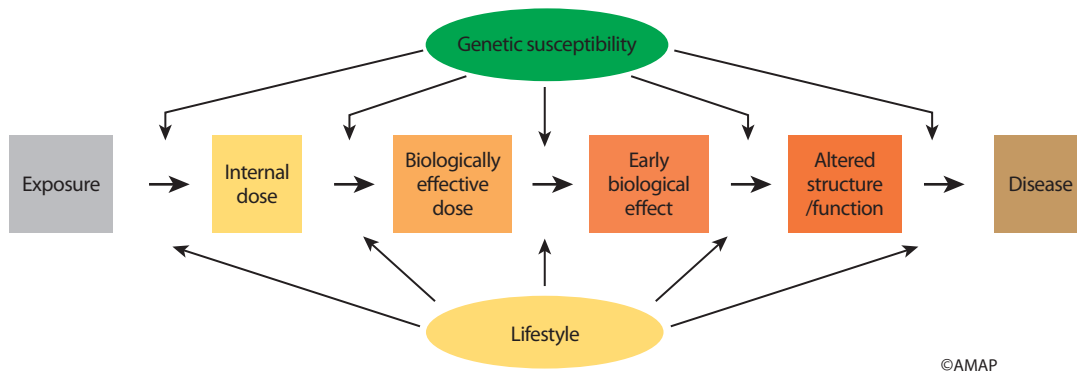 Genetic susceptibility
Exposure
Internal
dose
Biologically
effective
dose
Early
biological
effect
Altered
structure
/function
Disease
Lifestyle
©AMAP